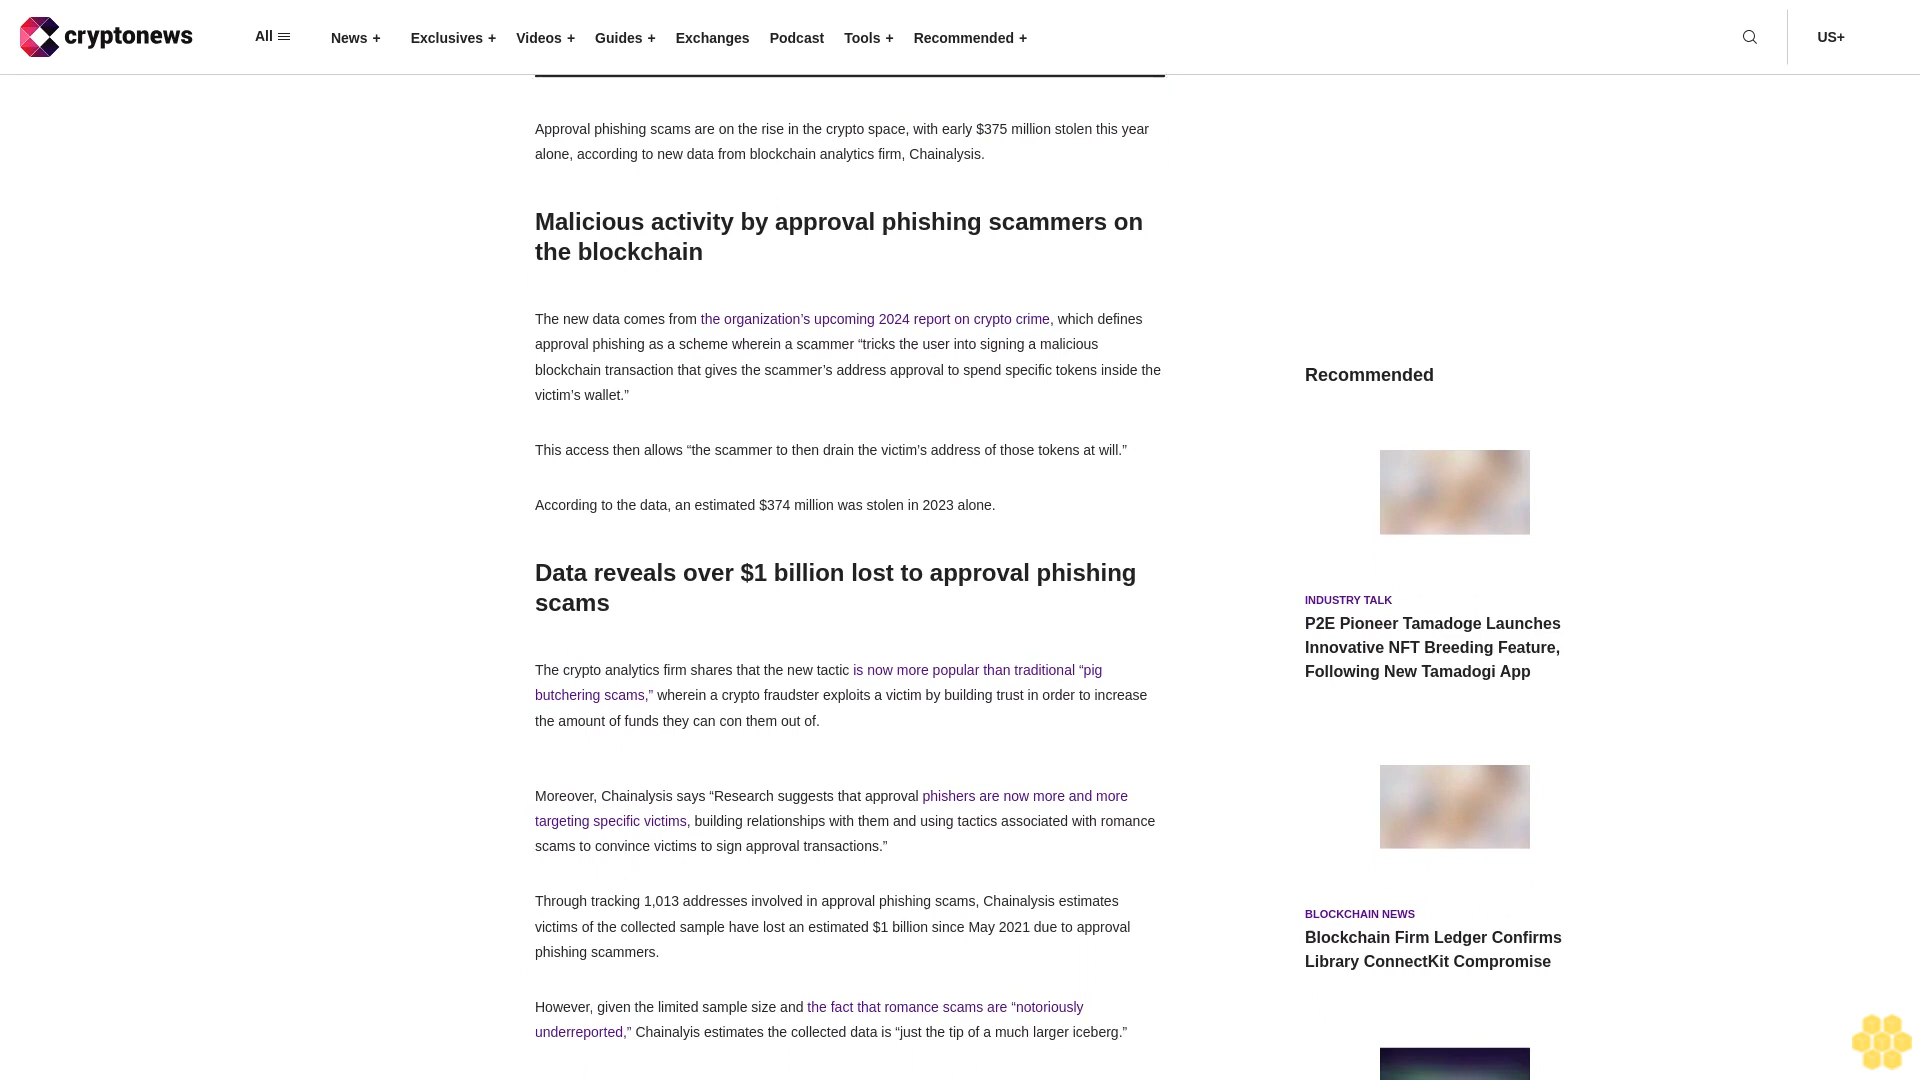 cryptonews
All
News +
Exclusives +
Videos +
Guides +
Exchanges
Podcast
Tools +
Recommended +
US+
Approval phishing scams are on the rise in the crypto space, with early $375 million stolen this year
alone, according to new data from blockchain analytics firm, Chainalysis.
Malicious activity by approval phishing scammers on
the blockchain
The new data comes from the organization’s upcoming 2024 report on crypto crime, which defines
approval phishing as a scheme wherein a scammer “tricks the user into signing a malicious
blockchain transaction that gives the scammer’s address approval to spend specific tokens inside the
victim’s wallet.”
This access then allows “the scammer to then drain the victim’s address of those tokens at will.”
According to the data, an estimated $374 million was stolen in 2023 alone.
Data reveals over $1 billion lost to approval phishing
scams
The crypto analytics firm shares that the new tactic is now more popular than traditional “pig
butchering scams,” wherein a crypto fraudster exploits a victim by building trust in order to increase
the amount of funds they can con them out of.
Moreover, Chainalysis says “Research suggests that approval phishers are now more and more
targeting specific victims, building relationships with them and using tactics associated with romance
scams to convince victims to sign approval transactions.”
Through tracking 1,013 addresses involved in approval phishing scams, Chainalysis estimates
victims of the collected sample have lost an estimated $1 billion since May 2021 due to approval
phishing scammers.
However, given the limited sample size and the fact that romance scams are “notoriously
underreported,” Chainalyis estimates the collected data is “just the tip of a much larger iceberg.”
Recommended
INDUSTRY TALK
P2E Pioneer Tamadoge Launches
Innovative NFT Breeding Feature,
Following New Tamadogi App
BLOCKCHAIN NEWS
Blockchain Firm Ledger Confirms
Library ConnectKit Compromise